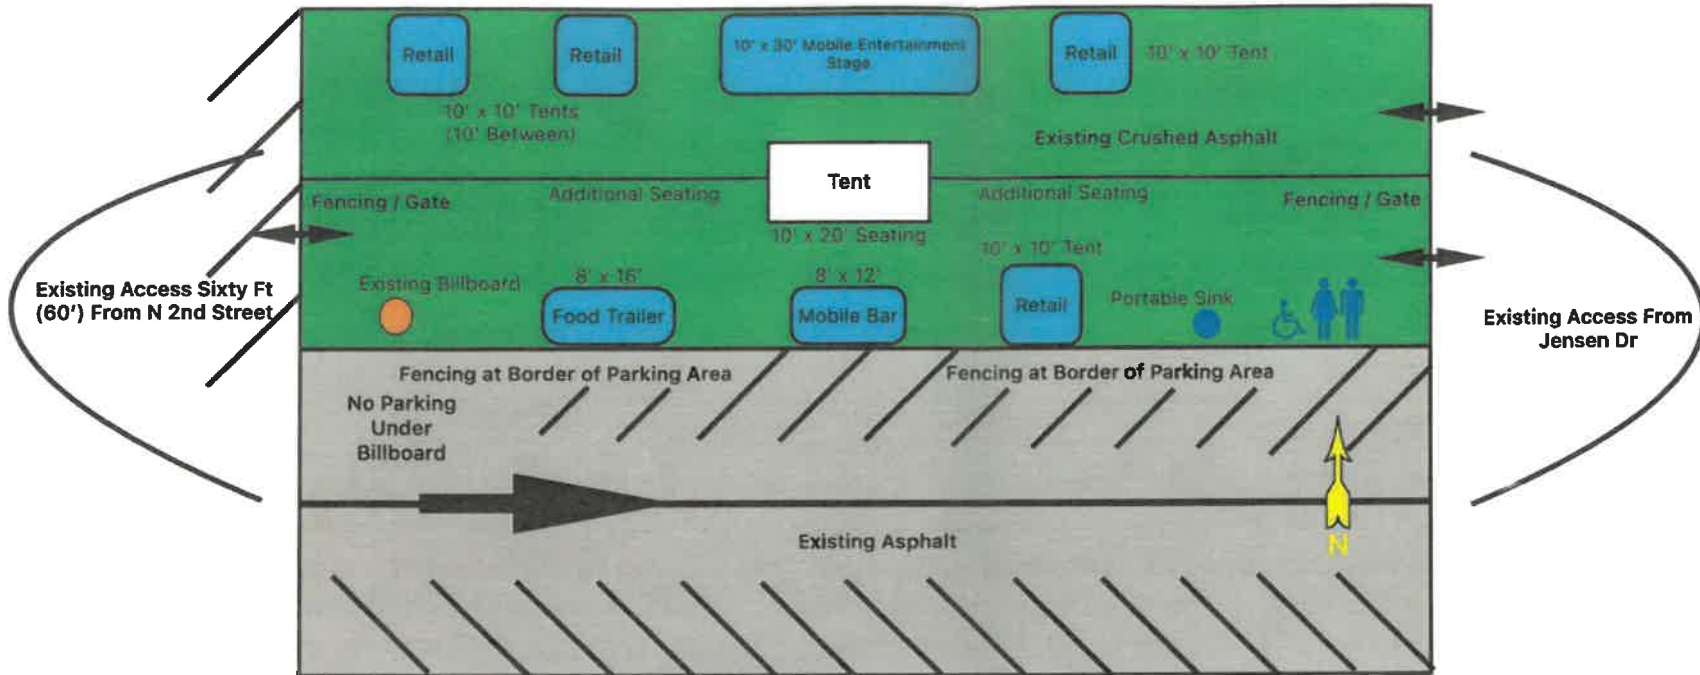 Retail
Retail
10' x 30' Mobile Entertainment
Stage
Retail
10' x 10' Tent
10' x 10' Tents
(10' Between)
Existing Crushed Asphalt
Fencing / Gate
Additional Seating
Tent
Additional Seating
Fencing / Gate
10' x 20' Seating
10' x 10' Tent
Existing Access Sixty Ft
(60') From N 2nd Street
Existing Billboard
8' x 16'
Food Trailer
8' x 12'
Mobile Bar
Retail
Portable Sink
Existing Access From
Jensen Dr
Fencing at Border of Parking Area
Fencing at Border of Parking Area
No Parking
Under
Billboard
N
Existing Asphalt